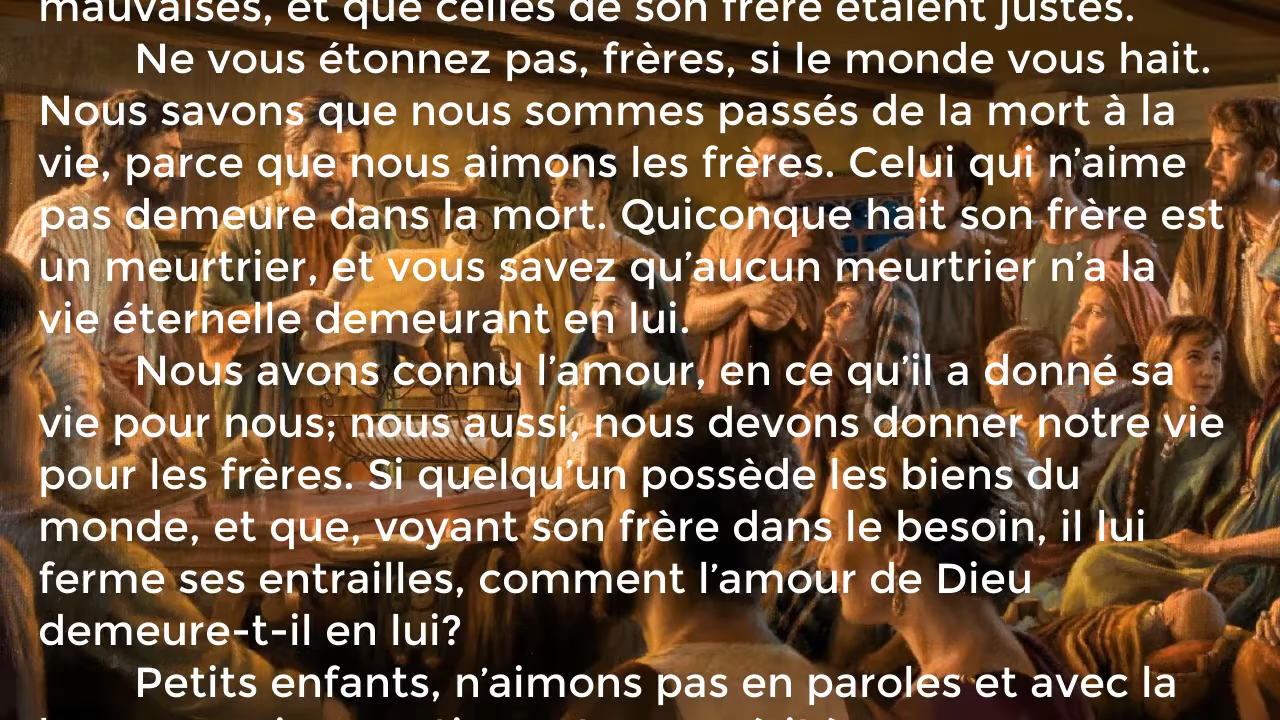 mauvaises, et que celles de son frère étaient justes.
Ne vous étonnez pas, frères, si le monde vous hait.
Nous savons que nous sommes passés de la mort à la
vie, parce que nous aimons les frères. Celui qui n’aime
pas demeure dans la mort. Quiconque hait son frère est
un meurtrier, et vous savez qu’aucun meurtrier n’a la
vie éternelle demeurant en lui.
Nous avons connu l’amour, en ce qu’il a donné sa
vie pour nous; nous aussi, nous devons donner notre vie
pour les frères. Si quelqu’un possède les biens du
monde, et que, voyant son frère dans le besoin, il lui
ferme ses entrailles, comment l’amour de Dieu
demeure-t-il en lui?
Petits enfants, n’aimons pas en paroles et avec la